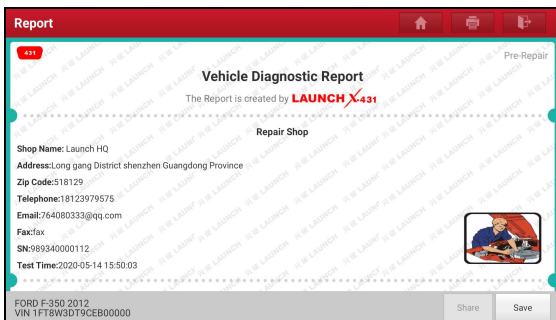 Report
431
Pre-Repair
Vehicle Diagnostic Report
The Report is created by LAUNCH X-431
Repair Shop
Shop Name: Launch HQ
Address:Long gang District shenzhen Guangdong Province
Zip Code:518129
Telephone:18123979575
Email:764080333@qq.com
Fax:fax
SN:989340000112
Test Time:2020-05-14 15:50:03
FORD F-350 2012
VIN 1FT8W3DT9CEB00000
Share
Save